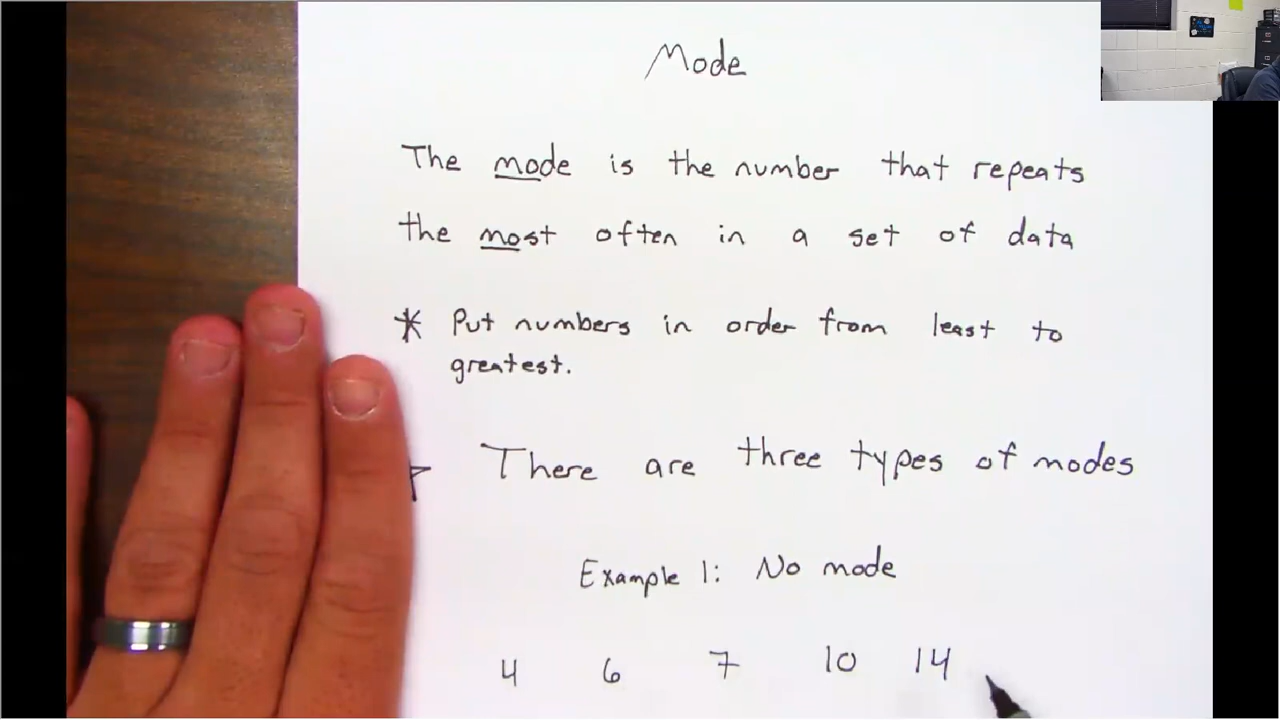 Mode
The mode is the number that repeats
the most often in a set of data
* Put numbers in order from least to
greatest.
There are three types of modes
Example 1: No mode
4 6 7 10 14